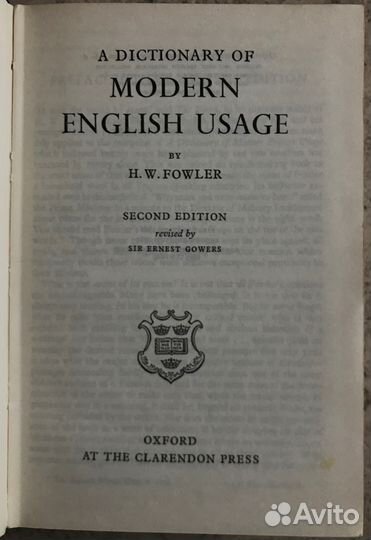 A DICTIONARY OF
MODERN
ENGLISH USAGE
BY
H. W. FOWLER
SECOND EDITION
revised by
SIR ERNEST GOWERS
OXFORD
AT THE CLARENDON PRESS
Avito